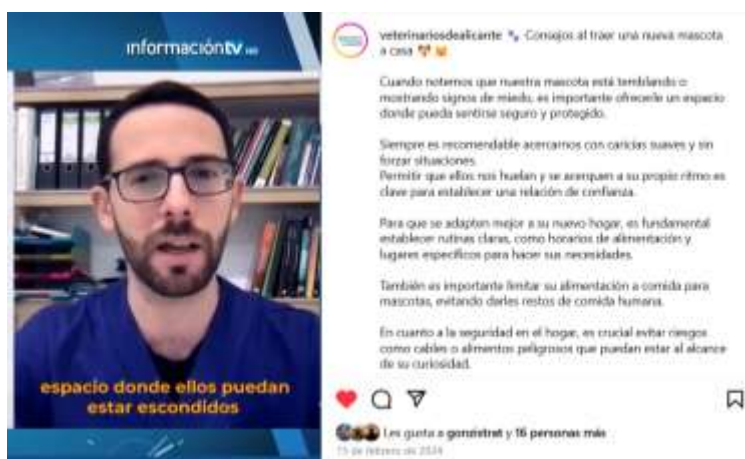 informacióntv
espacio donde ellos puedan
estar escondidos
veterinariosdealicante 🐾 Consejos al traer una nueva mascota
a casa 🐶 🐱
Cuando notemos que nuestra mascota está temblando o
mostrando signos de miedo, es importante ofrecerle un espacio
donde pueda sentirse seguro y protegido.
Siempre es recomendable acercarnos con caricias suaves y sin
forzar situaciones.
Permitir que ellos nos huelan y se acerquen a su propio ritmo es
clave para establecer una relación de confianza.
Para que se adapten mejor a su nuevo hogar, es fundamental
establecer rutinas claras, como horarios de alimentación y
lugares específicos para hacer sus necesidades.
También es importante limitar su alimentación a comida para
mascotas, evitando darles restos de comida humana.
En cuanto a la seguridad en el hogar, es crucial evitar riesgos
como cables o alimentos peligrosos que puedan estar al alcance
de su curiosidad.
Les gusta a gonzistrat y 16 personas más
15 de febrero de 2024